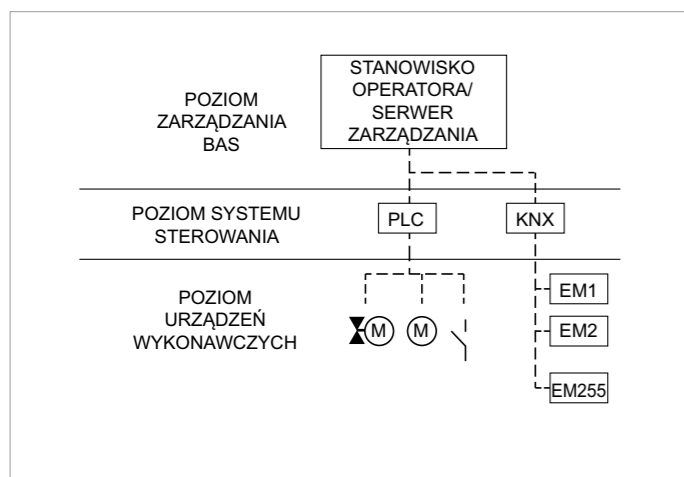 STANOWISKO
OPERATORA/
SERWER
ZARZĄDZANIA
POZIOM
ZARZĄDZANIA
BAS
POZIOM SYSTEMU
STEROWANIA
PLC
KNX
POZIOM
URZĄDZEŃ
WYKONAWCZYCH
M
M
EM1
EM2
EM255